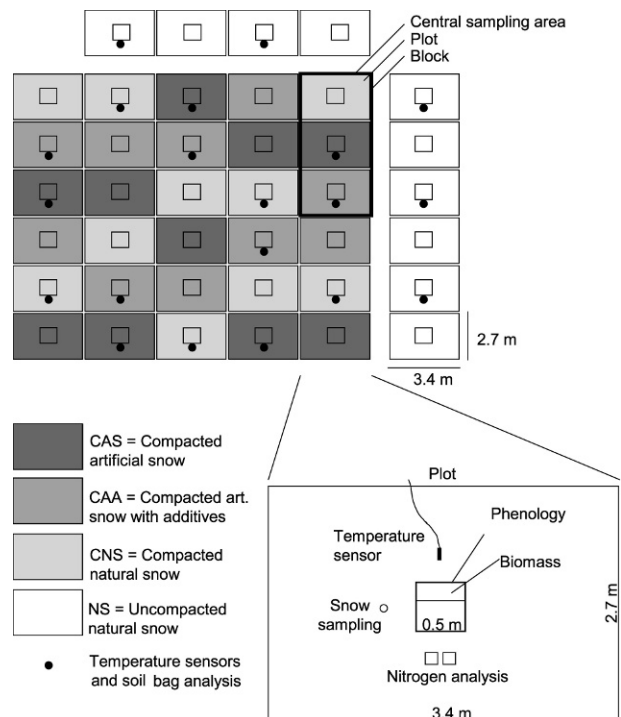 Central sampling area
Plot
Block
2.7 m
3.4 m
CAS = Compacted
artificial snow
CAA = Compacted art.
snow with additives
CNS = Compacted
natural snow
NS = Uncompacted
natural snow
Temperature sensors
and soil bag analysis
Plot
Temperature
sensor
Phenology
Biomass
Snow
sampling
0.5 m
2.7 m
Nitrogen analysis
3.4 m